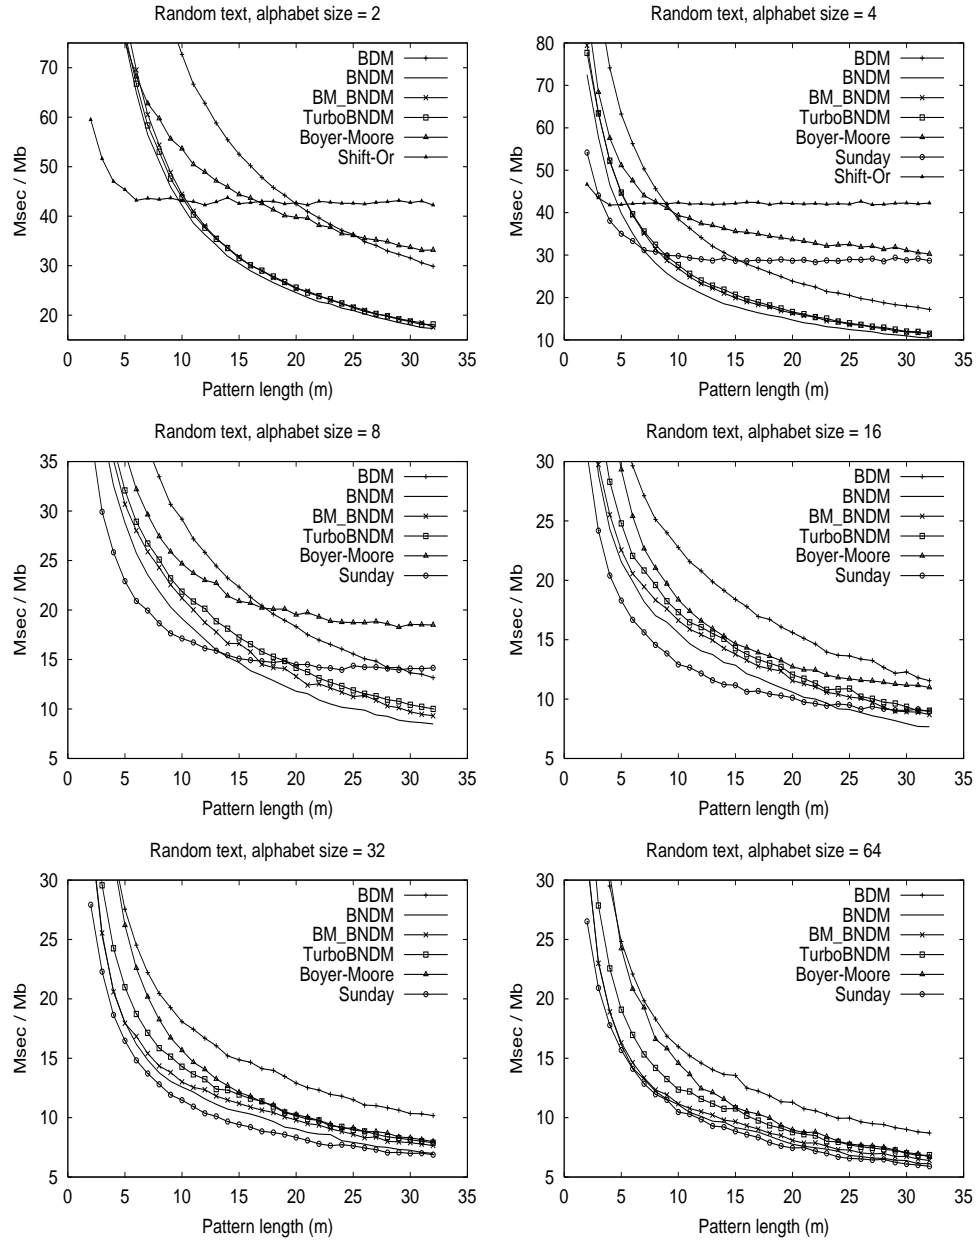 Random text, alphabet size = 2
Msec / Mb
70
60
50
40
30
20
BDM
BNDM
BM_BNDM
TurboBNDM
Boyer-Moore
Shift-Or
0 5 10 15 20 25 30 35
Pattern length (m)
Random text, alphabet size = 4
Msec / Mb
80
70
60
50
40
30
20
10
BDM
BNDM
BM_BNDM
TurboBNDM
Boyer-Moore
Sunday
Shift-Or
0 5 10 15 20 25 30 35
Pattern length (m)
Random text, alphabet size = 8
Msec / Mb
35
30
25
20
15
10
5
BDM
BNDM
BM_BNDM
TurboBNDM
Boyer-Moore
Sunday
0 5 10 15 20 25 30 35
Pattern length (m)
Random text, alphabet size = 16
Msec / Mb
30
25
20
15
10
5
BDM
BNDM
BM_BNDM
TurboBNDM
Boyer-Moore
Sunday
0 5 10 15 20 25 30 35
Pattern length (m)
Random text, alphabet size = 32
Msec / Mb
30
25
20
15
10
5
BDM
BNDM
BM_BNDM
TurboBNDM
Boyer-Moore
Sunday
0 5 10 15 20 25 30 35
Pattern length (m)
Random text, alphabet size = 64
Msec / Mb
30
25
20
15
10
5
BDM
BNDM
BM_BNDM
TurboBNDM
Boyer-Moore
Sunday
0 5 10 15 20 25 30 35
Pattern length (m)